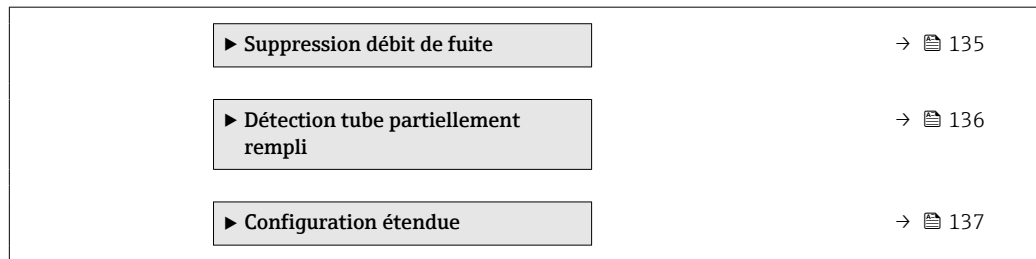 ▶ Suppression débit de fuite → 135
▶ Détection tube partiellement → 136
rempli
▶ Configuration étendue → 137